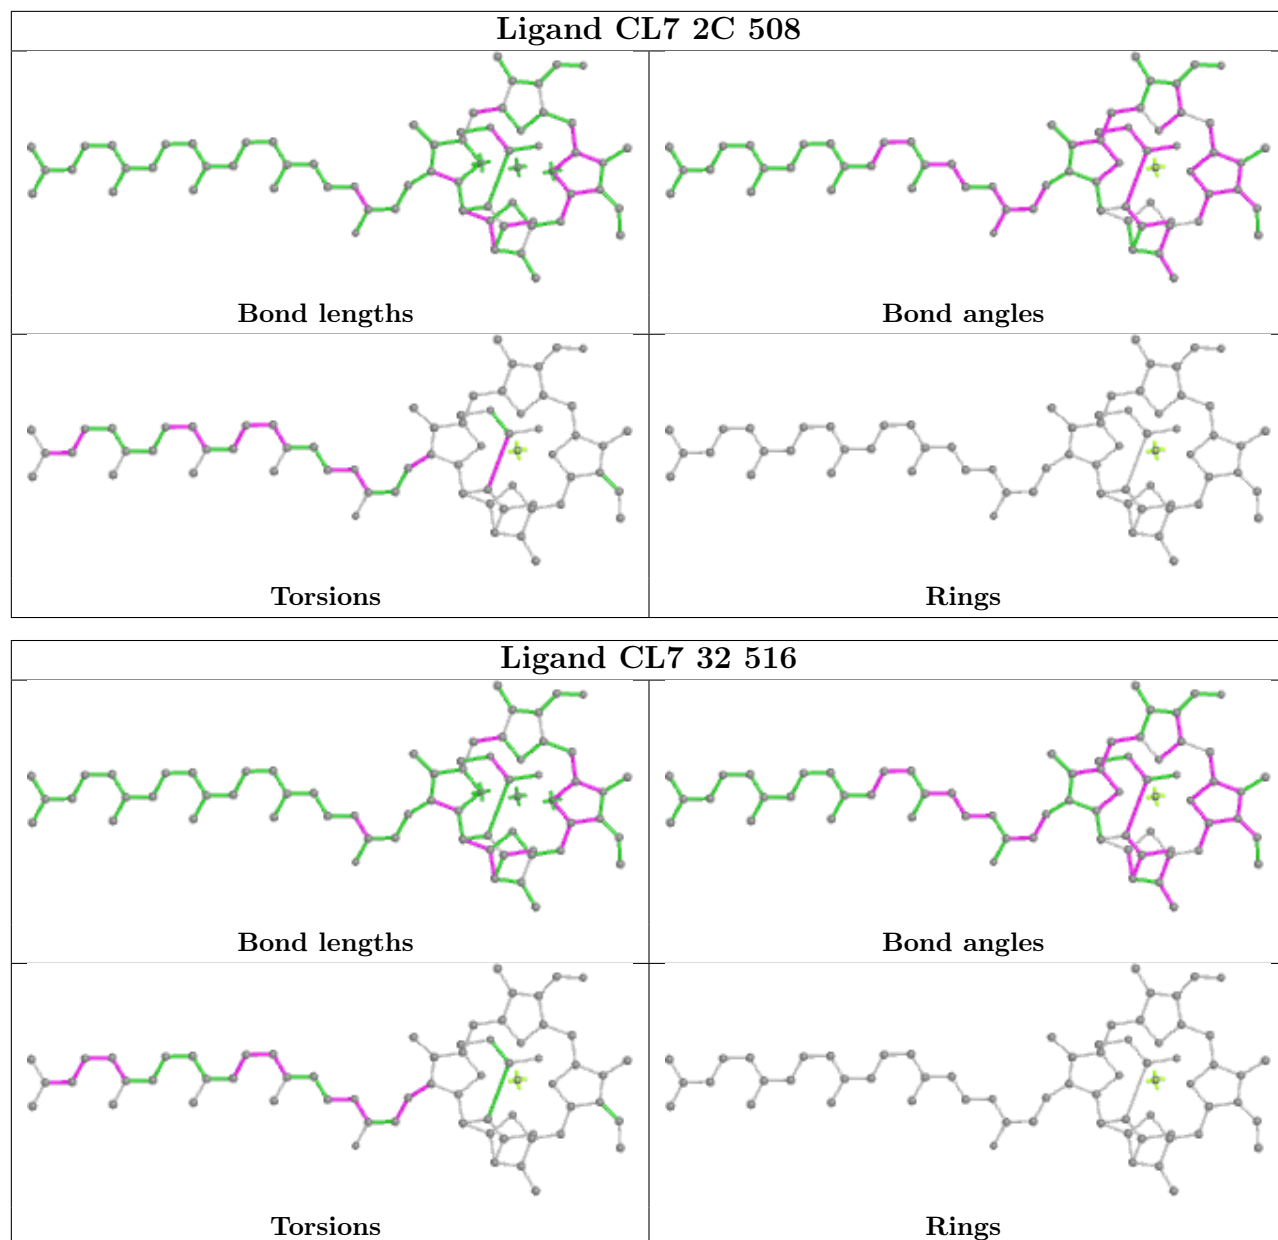 Ligand CL7 2C 508
Bond lengths
Bond angles
Torsions
Rings
Ligand CL7 32 516
Bond lengths
Bond angles
Torsions
Rings